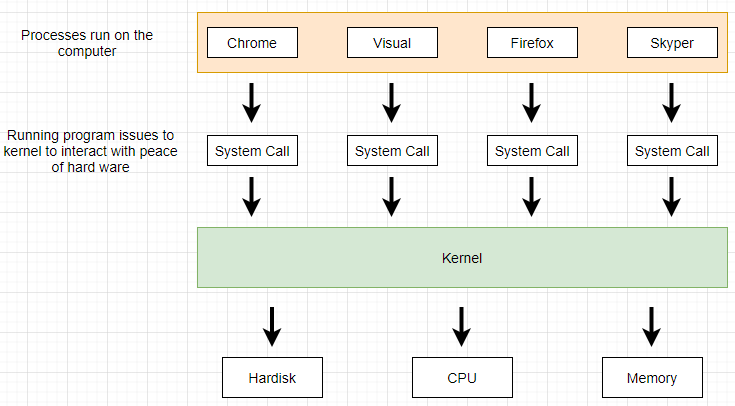 Processes run on the
computer
Chrome
Visual
Firefox
Skyper
Running program issues to
kernel to interact with peace
of hard ware
System Call
System Call
System Call
System Call
Kernel
Hardisk
CPU
Memory